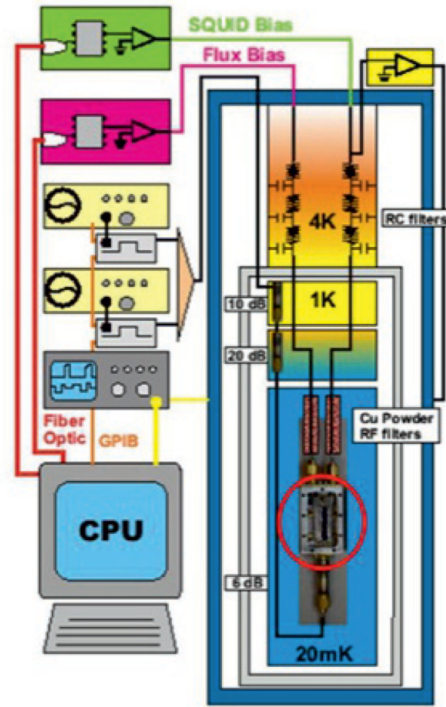 SQUID Bias
Flux Bias
4K
RC filters
10 dB
1K
20 dB
Fiber
Optic
GPIB
Cu Powder
RF filters
CPU
6 dB
20mK